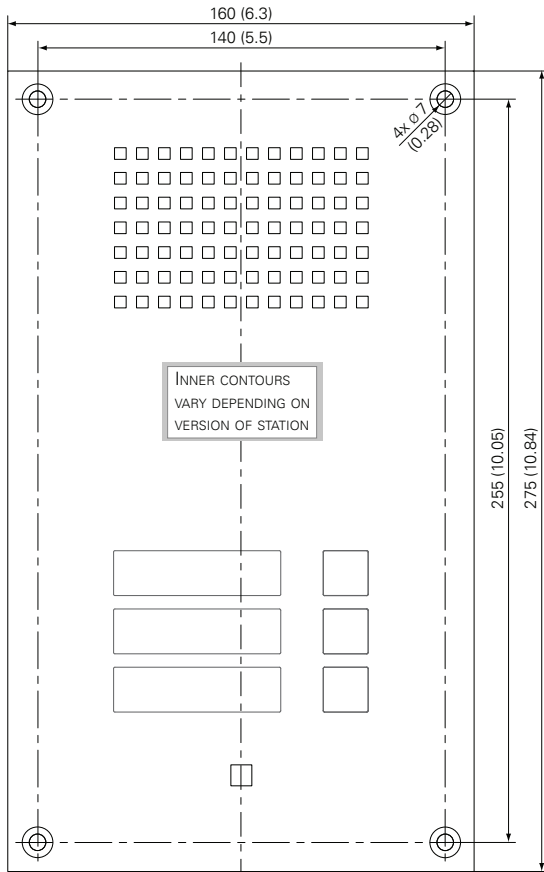 160 (6.3)
140 (5.5)
4x ø 7
(0.28)
INNER CONTOURS
VARY DEPENDING ON
VERSION OF STATION
255 (10.05)
275 (10.84)